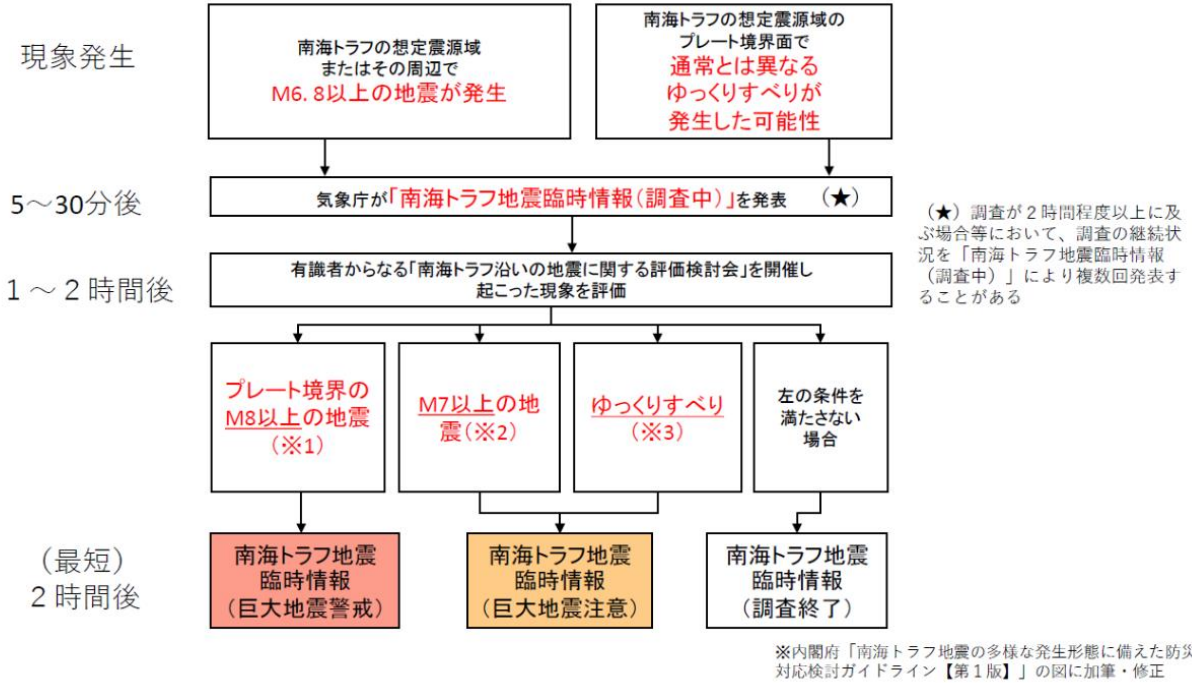 現象発生
南海トラフの想定震源域
またはその周辺で
M6.8以上の地震が発生
南海トラフの想定震源域の
プレート境界面で
通常とは異なる
ゆっくりすべりが
発生した可能性
5～30分後
気象庁が「南海トラフ地震臨時情報(調査中)」を発表　(★)
（★）調査が２時間程度以上に及
ぶ場合等において、調査の継続状
況を「南海トラフ地震臨時情報
（調査中）」により複数回発表す
ることがある
１～２時間後
有識者からなる「南海トラフ沿いの地震に関する評価検討会」を開催し
起こった現象を評価
プレート境界の
M8以上の地震
(※1)
M7以上の地
震(※2)
ゆっくりすべり
(※3)
左の条件を
満たさない
場合
（最短）
２時間後
南海トラフ地震
臨時情報
(巨大地震警戒)
南海トラフ地震
臨時情報
(巨大地震注意)
南海トラフ地震
臨時情報
(調査終了)
※内閣府「南海トラフ地震の多様な発生形態に備えた防災
対応検討ガイドライン【第１版】」の図に加筆・修正